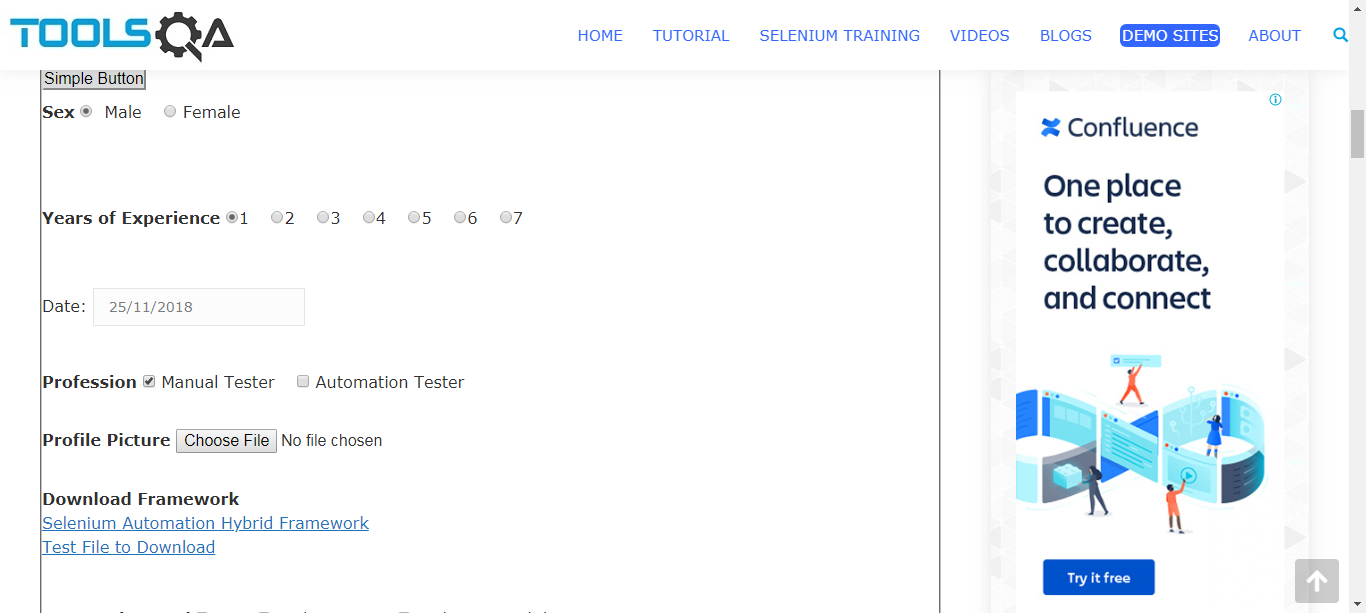 TOOLSQA
HOME TUTORIAL SELENIUM TRAINING VIDEOS BLOGS DEMO SITES ABOUT
Simple Button
Sex Male Female
Years of Experience 1 2 3 4 5 6 7
Date: 25/11/2018
Profession Manual Tester Automation Tester
Profile Picture Choose File No file chosen
Download Framework
Selenium Automation Hybrid Framework
Test File to Download
Confluence
One place
to create,
collaborate,
and connect
Try it free